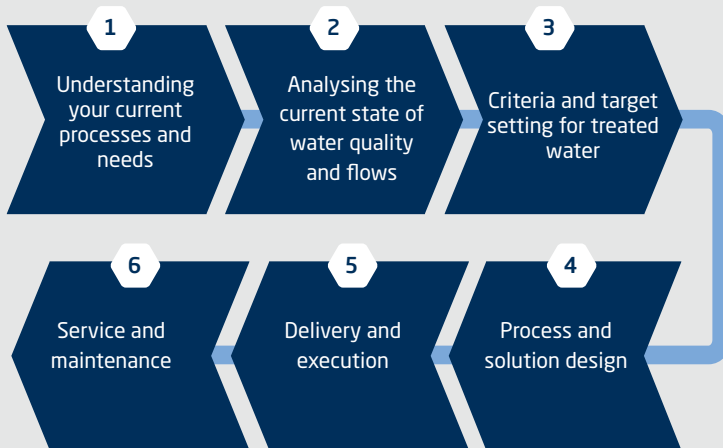 1
Understanding
your current
processes and
needs
2
Analysing the
current state of
water quality
and flows
3
Criteria and target
setting for treated
water
4
Process and
solution design
5
Delivery and
execution
6
Service and
maintenance